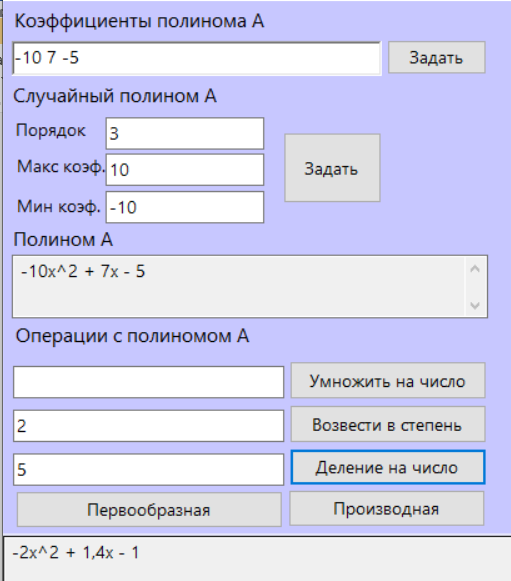 Коэффициенты полинома A
-10 7 -5
Задать
Случайный полином A
Порядок
3
Макс коэф.
10
Задать
Мин коэф.
-10
Полином A
-10x^2 + 7x - 5
Операции с полиномом A
Умножить на число
2
Возвести в степень
5
Деление на число
Первообразная
Производная
-2x^2 + 1,4x - 1